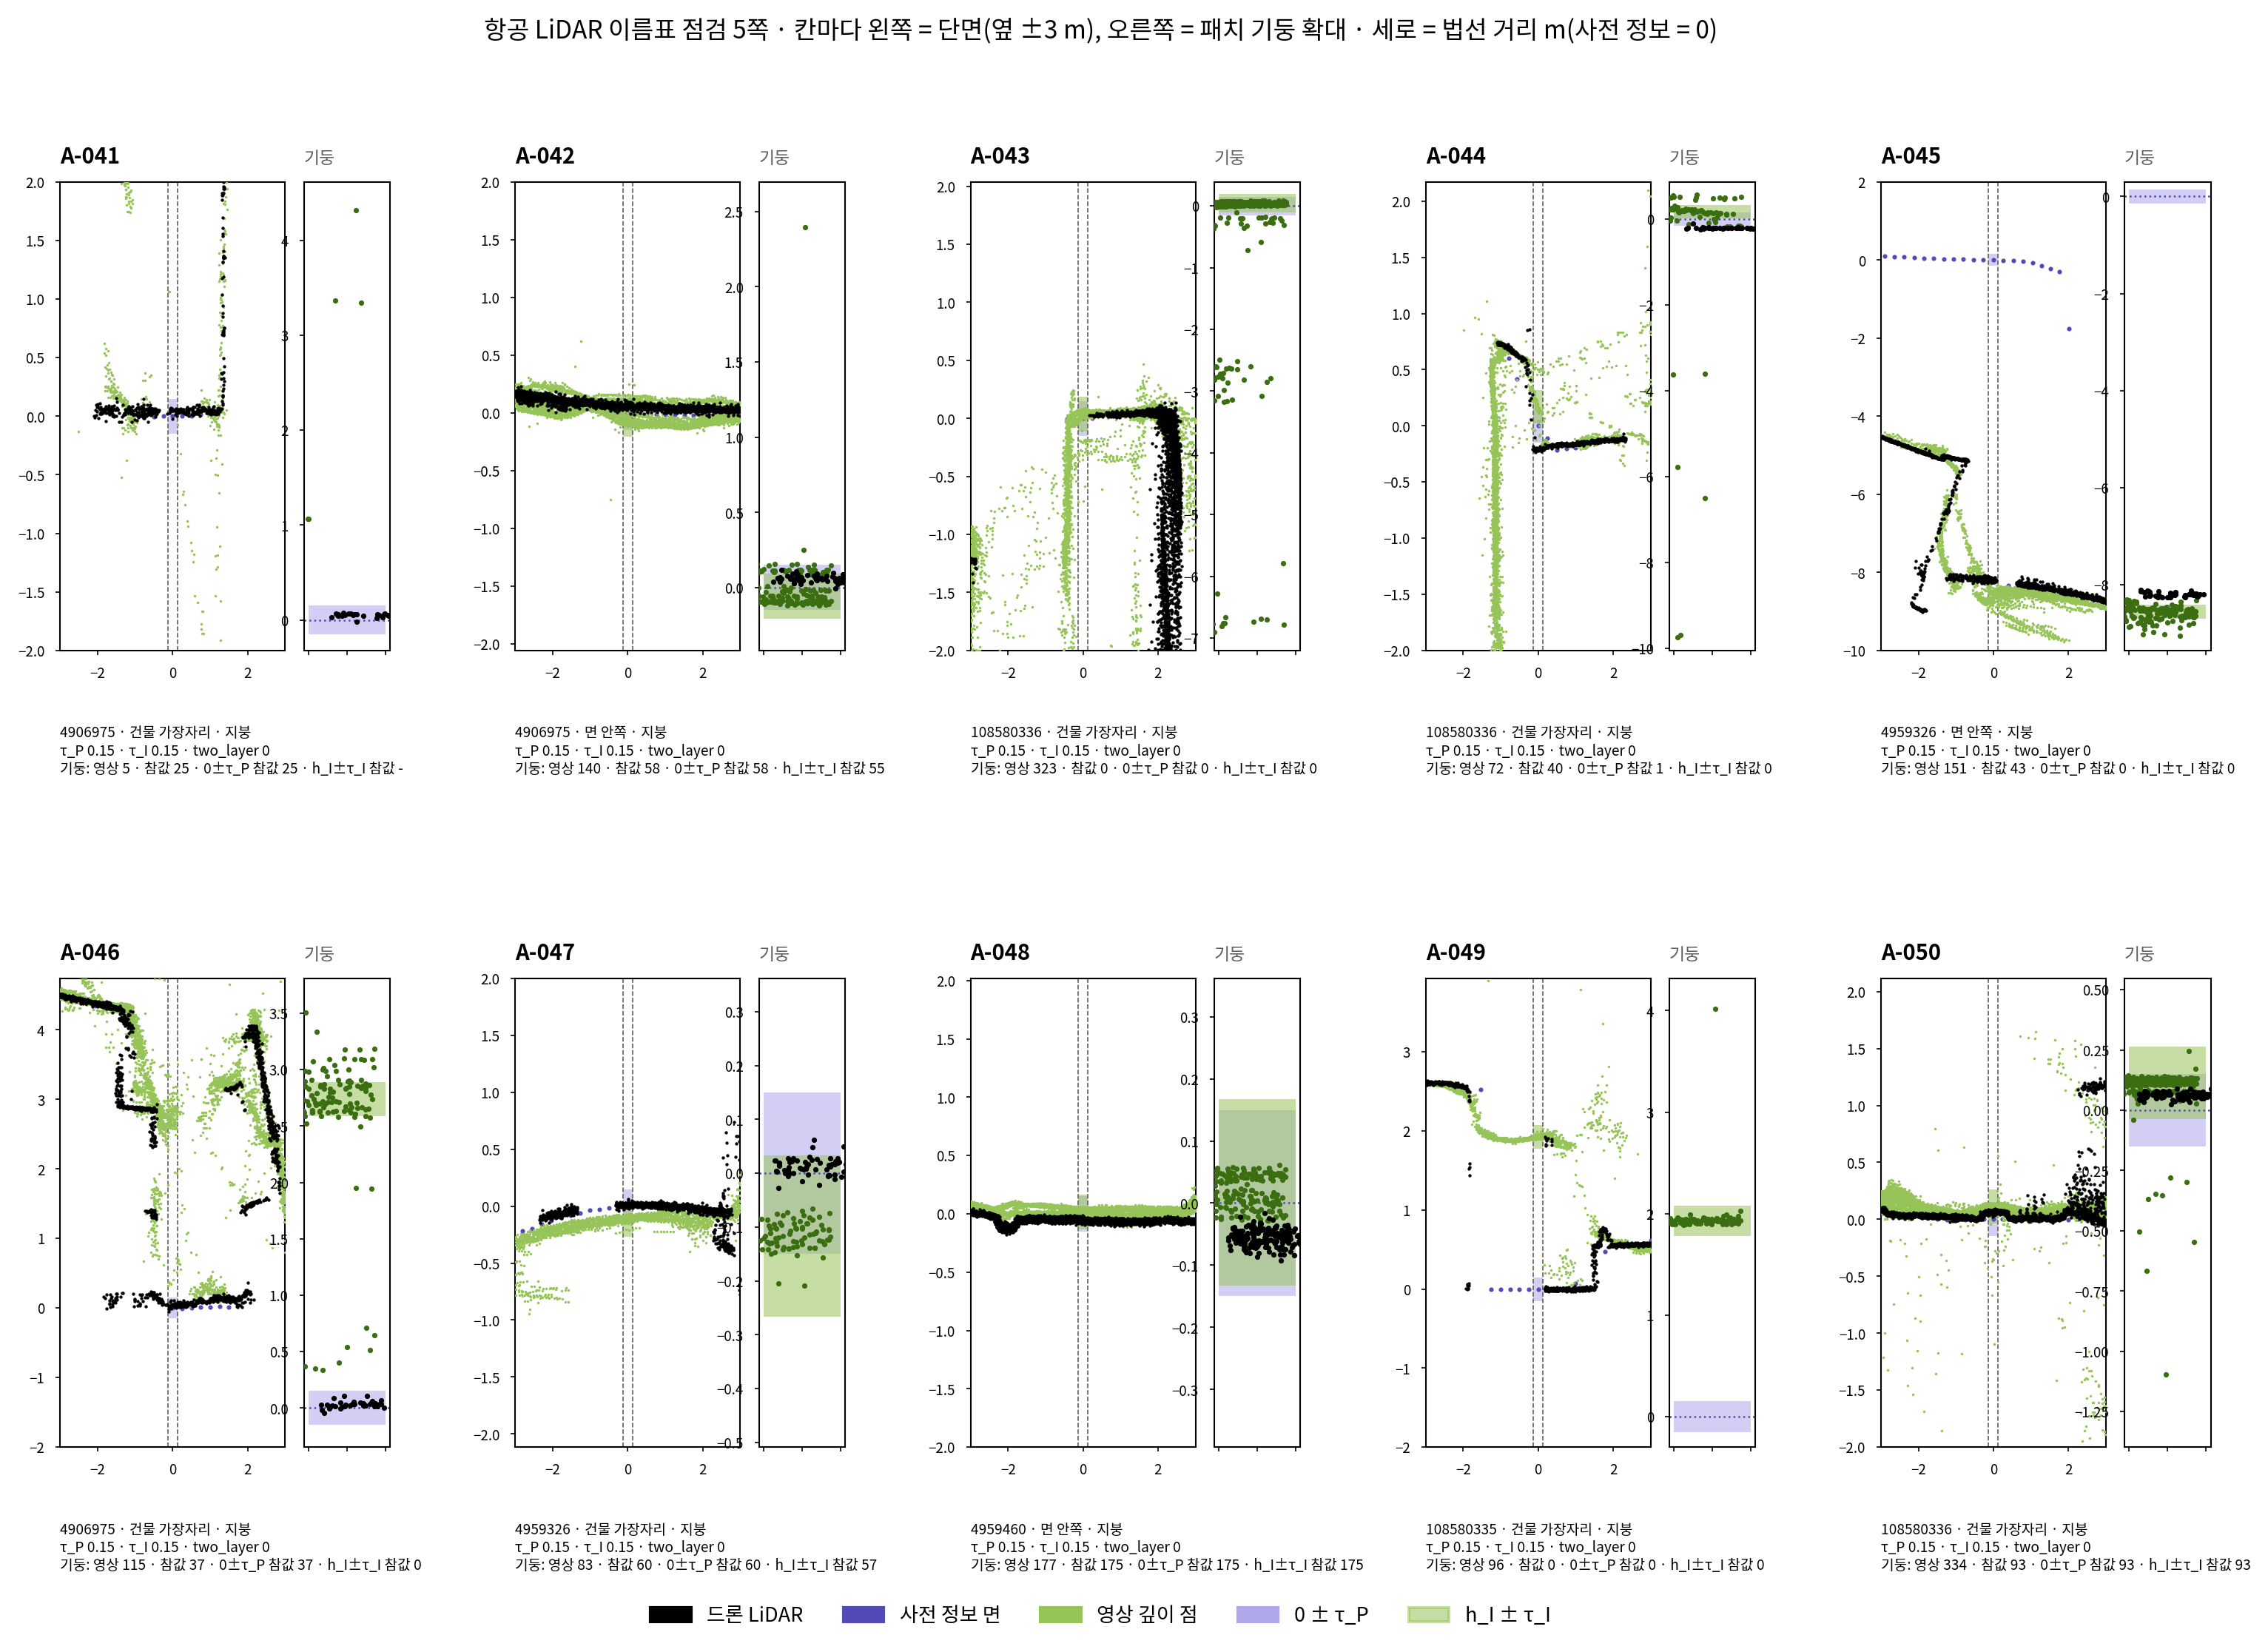 항공 LiDAR 이름표 점검 5쪽 · 칸마다 왼쪽 = 단면(옆 ±3 m), 오른쪽 = 패치 기둥 확대 · 세로 = 법선 거리 m(사전 정보 = 0)
A-041 기둥 A-042 기둥 A-043 기둥 A-044 기둥 A-045 기둥
4906975 · 건물 가장자리 · 지붕
τ_P 0.15 · τ_I 0.15 · two_layer 0
기둥: 영상 5 · 참값 25 · 0±τ_P 참값 25 · h_I±τ_I 참값 -
4906975 · 면 안쪽 · 지붕
τ_P 0.15 · τ_I 0.15 · two_layer 0
기둥: 영상 140 · 참값 58 · 0±τ_P 참값 58 · h_I±τ_I 참값 55
108580336 · 건물 가장자리 · 지붕
τ_P 0.15 · τ_I 0.15 · two_layer 0
기둥: 영상 323 · 참값 0 · 0±τ_P 참값 0 · h_I±τ_I 참값 0
108580336 · 건물 가장자리 · 지붕
τ_P 0.15 · τ_I 0.15 · two_layer 0
기둥: 영상 72 · 참값 40 · 0±τ_P 참값 1 · h_I±τ_I 참값 0
4959326 · 면 안쪽 · 지붕
τ_P 0.15 · τ_I 0.15 · two_layer 0
기둥: 영상 151 · 참값 43 · 0±τ_P 참값 0 · h_I±τ_I 참값 0
A-046 기둥 A-047 기둥 A-048 기둥 A-049 기둥 A-050 기둥
4906975 · 건물 가장자리 · 지붕
τ_P 0.15 · τ_I 0.15 · two_layer 0
기둥: 영상 115 · 참값 37 · 0±τ_P 참값 37 · h_I±τ_I 참값 0
4959326 · 건물 가장자리 · 지붕
τ_P 0.15 · τ_I 0.15 · two_layer 0
기둥: 영상 83 · 참값 60 · 0±τ_P 참값 60 · h_I±τ_I 참값 57
4959460 · 면 안쪽 · 지붕
τ_P 0.15 · τ_I 0.15 · two_layer 0
기둥: 영상 177 · 참값 175 · 0±τ_P 참값 175 · h_I±τ_I 참값 175
108580335 · 건물 가장자리 · 지붕
τ_P 0.15 · τ_I 0.15 · two_layer 0
기둥: 영상 96 · 참값 0 · 0±τ_P 참값 0 · h_I±τ_I 참값 0
108580336 · 건물 가장자리 · 지붕
τ_P 0.15 · τ_I 0.15 · two_layer 0
기둥: 영상 334 · 참값 93 · 0±τ_P 참값 93 · h_I±τ_I 참값 93
드론 LiDAR 사전 정보 면 영상 깊이 점 0 ± τ_P h_I ± τ_I